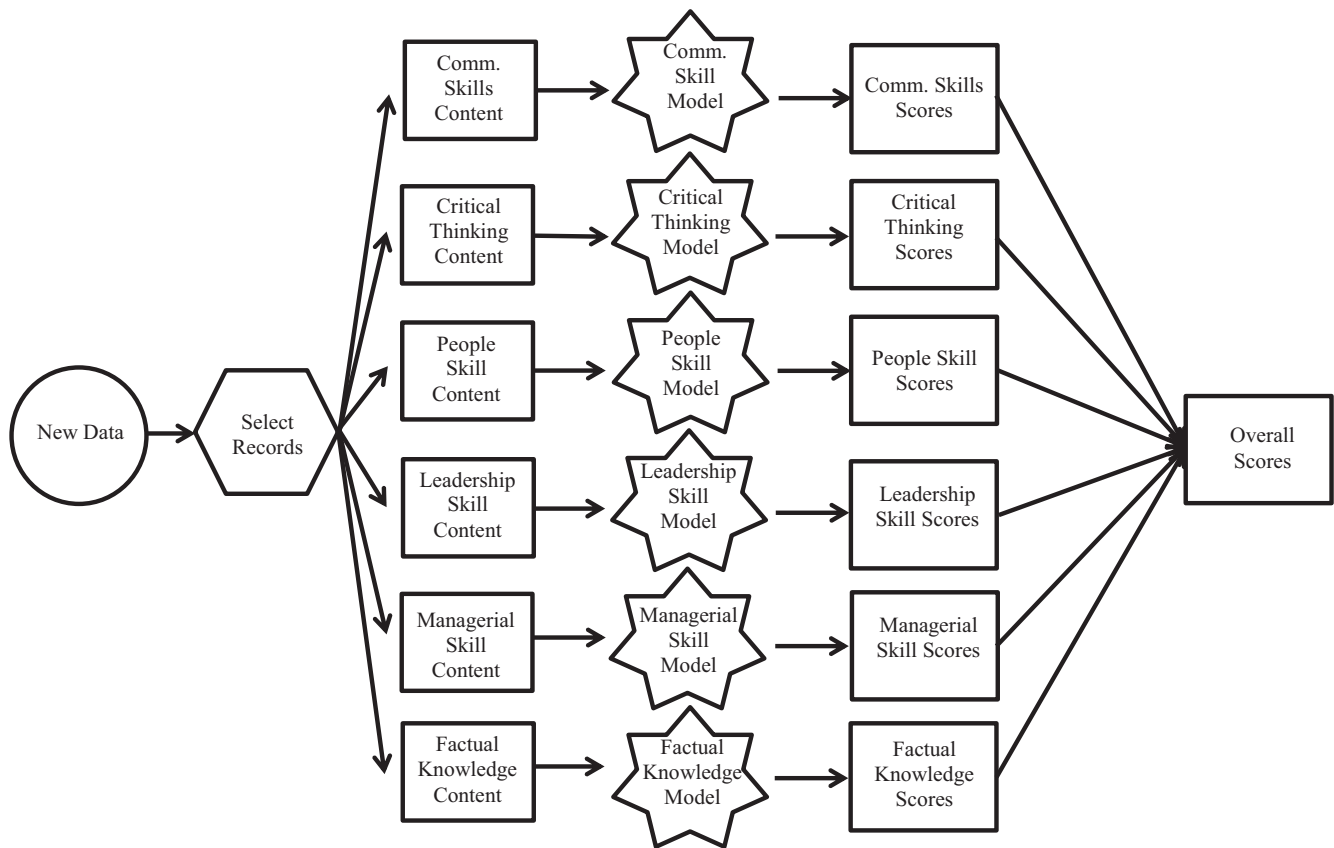 New Data
Select
Records
Comm.
Skills
Content
Comm.
Skill
Model
Comm. Skills
Scores
Critical
Thinking
Content
Critical
Thinking
Model
Critical
Thinking
Scores
People
Skill
Content
People
Skill
Model
People Skill
Scores
Leadership
Skill
Content
Leadership
Skill
Model
Leadership
Skill Scores
Managerial
Skill
Content
Managerial
Skill
Model
Managerial
Skill Scores
Factual
Knowledge
Content
Factual
Knowledge
Model
Factual
Knowledge
Scores
Overall
Scores